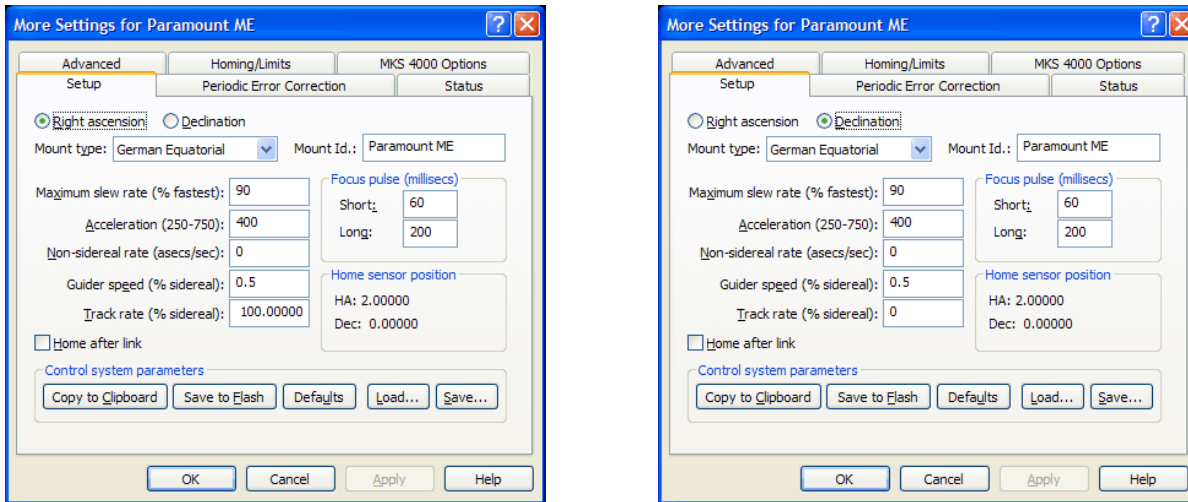 More Settings for Paramount ME
Advanced Homing/Limits MKS 4000 Options
Setup Periodic Error Correction Status
Right ascension Declination
Mount type: German Equatorial Mount Id.: Paramount ME
Maximum slew rate (% fastest): 90
Acceleration (250-750): 400
Non-sidereal rate (asecs/sec): 0
Guider speed (% sidereal): 0.5
Track rate (% sidereal): 100.00000
Focus pulse (millisecs)
Short: 60
Long: 200
Home sensor position
HA: 2.00000
Dec: 0.00000
Home after link
Control system parameters
Copy to Clipboard Save to Flash Defaults Load... Save...
OK Cancel Apply Help
More Settings for Paramount ME
Advanced Homing/Limits MKS 4000 Options
Setup Periodic Error Correction Status
Right ascension Declination
Mount type: German Equatorial Mount Id.: Paramount ME
Maximum slew rate (% fastest): 90
Acceleration (250-750): 400
Non-sidereal rate (asecs/sec): 0
Guider speed (% sidereal): 0.5
Track rate (% sidereal): 0
Focus pulse (millisecs)
Short: 60
Long: 200
Home sensor position
HA: 2.00000
Dec: 0.00000
Home after link
Control system parameters
Copy to Clipboard Save to Flash Defaults Load... Save...
OK Cancel Apply Help